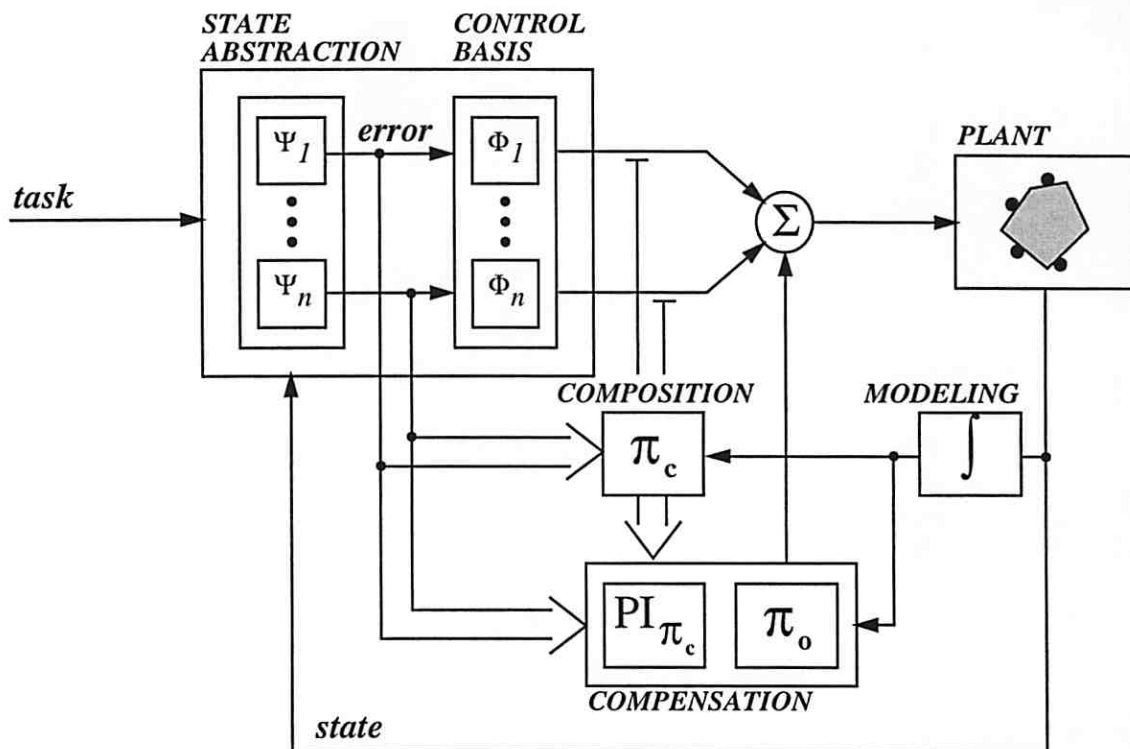 STATE
ABSTRACTION
CONTROL
BASIS
Ψ1
error
Φ1
PLANT
task
Σ
Ψn
Φn
COMPOSITION
MODELING
πc
∫
PIπc
πo
COMPENSATION
state